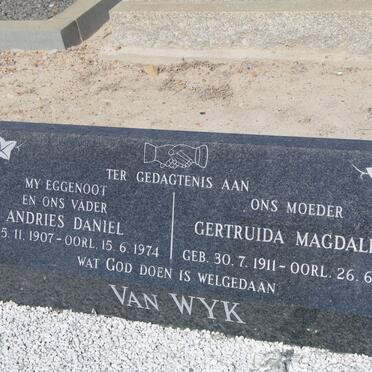 TER GEDAGTENIS AAN
MY EGGENOOT
EN ONS VADER
ANDRIES DANIEL
5.11.1907 - OORL. 15.6.1974
ONS MOEDER
GERTRUIDA
GEB. 30.7.1911 - OORL. 26.6
WAT GOD DOEN IS WELGEDAAN
VAN WYK